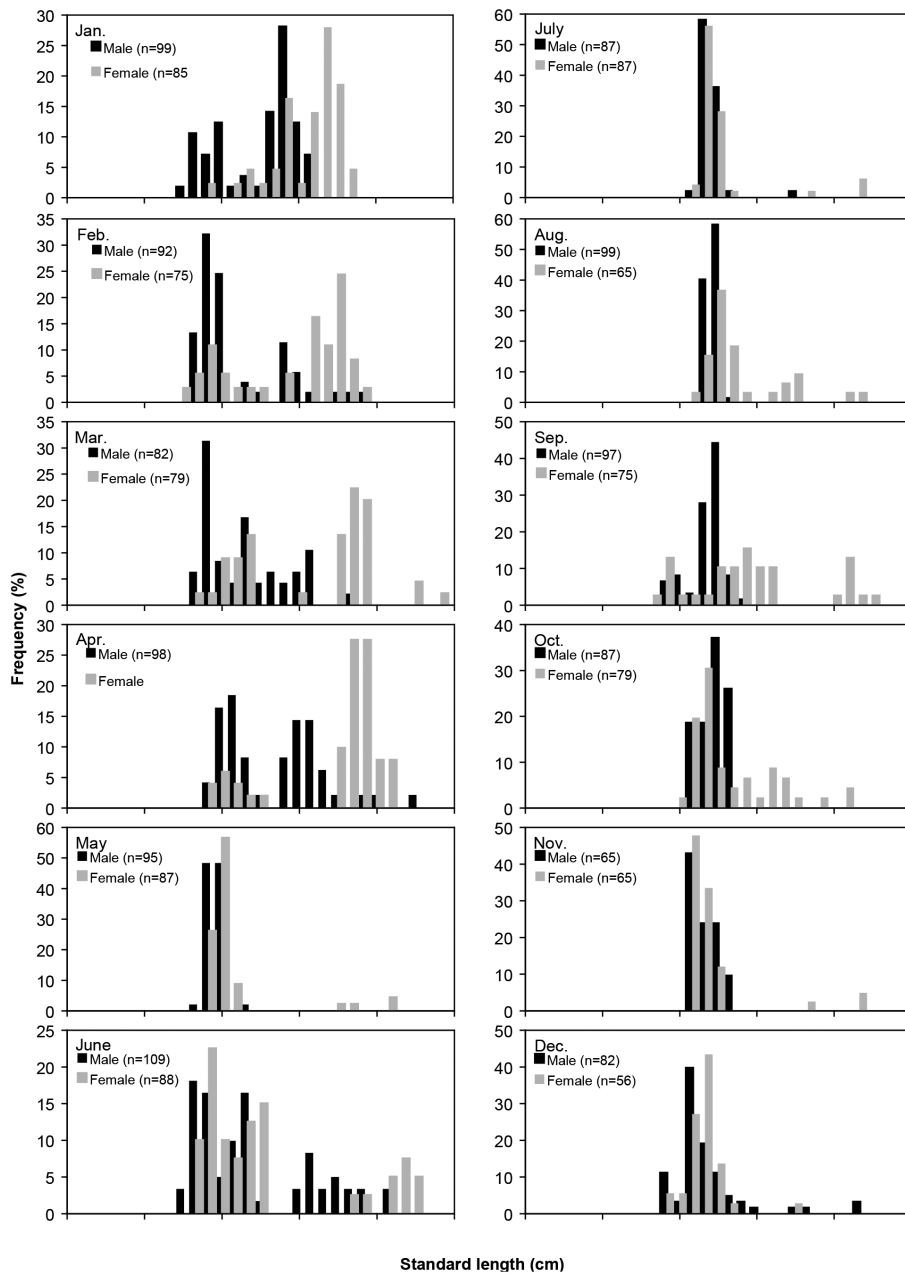 Frequency (%)
Jan.
Male (n=99)
Female (n=85
30
25
20
15
10
5
0
Feb.
Male (n=92)
Female (n=75)
35
30
25
20
15
10
5
0
Mar.
Male (n=82)
Female (n=79)
35
30
25
20
15
10
5
0
Apr.
Male (n=98)
Female
30
25
20
15
10
5
0
May
Male (n=95)
Female (n=87)
60
50
40
30
20
10
0
June
Male (n=109)
Female (n=88)
25
20
15
10
5
0
July
Male (n=87)
Female (n=87)
60
50
40
30
20
10
0
Aug.
Male (n=99)
Female (n=65)
60
50
40
30
20
10
0
Sep.
Male (n=97)
Female (n=75)
50
40
30
20
10
0
Oct.
Male (n=87)
Female (n=79)
40
30
20
10
0
Nov.
Male (n=65)
Female (n=65)
50
40
30
20
10
0
Dec.
Male (n=82)
Female (n=56)
50
40
30
20
10
0
Standard length (cm)